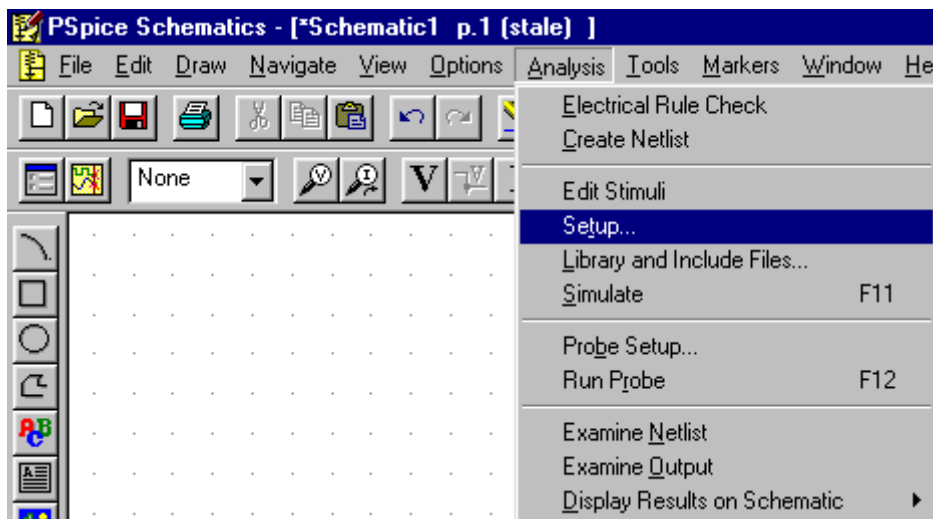 PSpice Schematics - [*Schematic1 p.1 (stale) ]
File Edit Draw Navigate View Options Analysis Tools Markers Window He
None
V I V V
ABC
A
Electrical Rule Check
Create Netlist
Edit Stimuli
Setup...
Library and Include Files...
Simulate F11
Probe Setup...
Run Probe F12
Examine Netlist
Examine Output
Display Results on Schematic